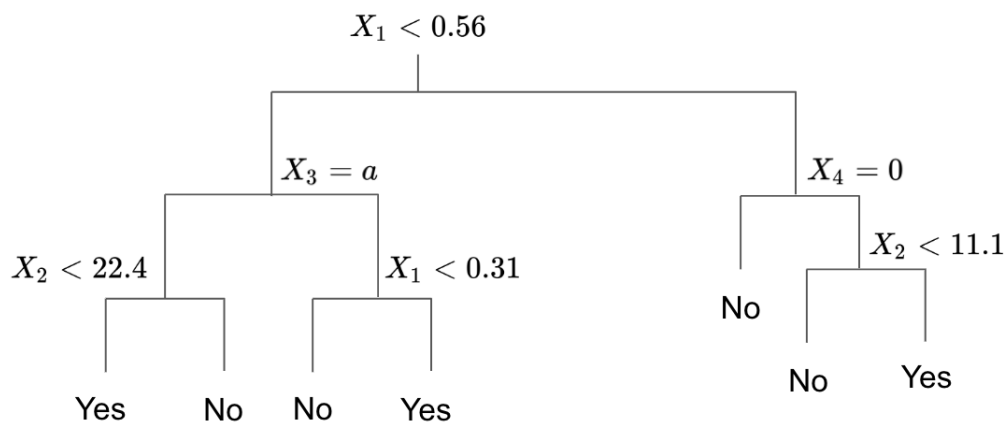 X₁ < 0.56
X₃ = a
X₄ = 0
X₂ < 22.4
X₁ < 0.31
X₂ < 11.1
No
No
Yes
Yes
No
No
Yes